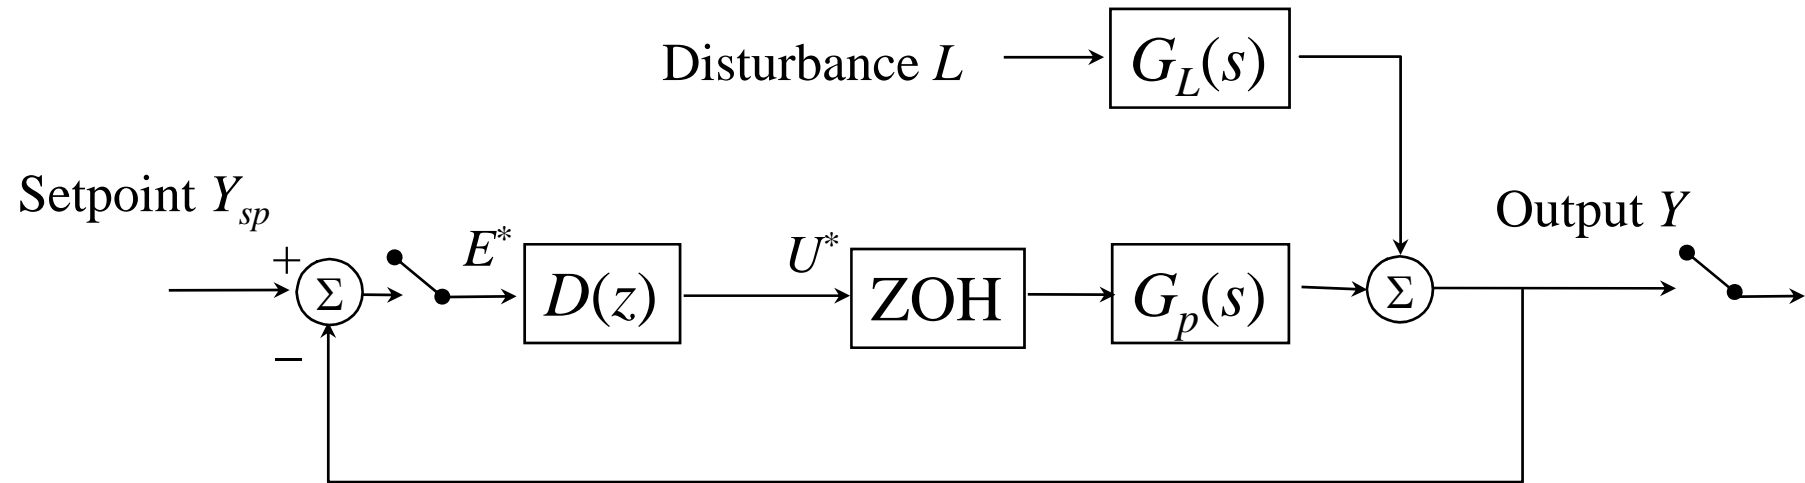 Disturbance L
G_L(s)
Setpoint Y_sp
Output Y
+
Σ
E*
D(z)
U*
ZOH
G_p(s)
Σ
−